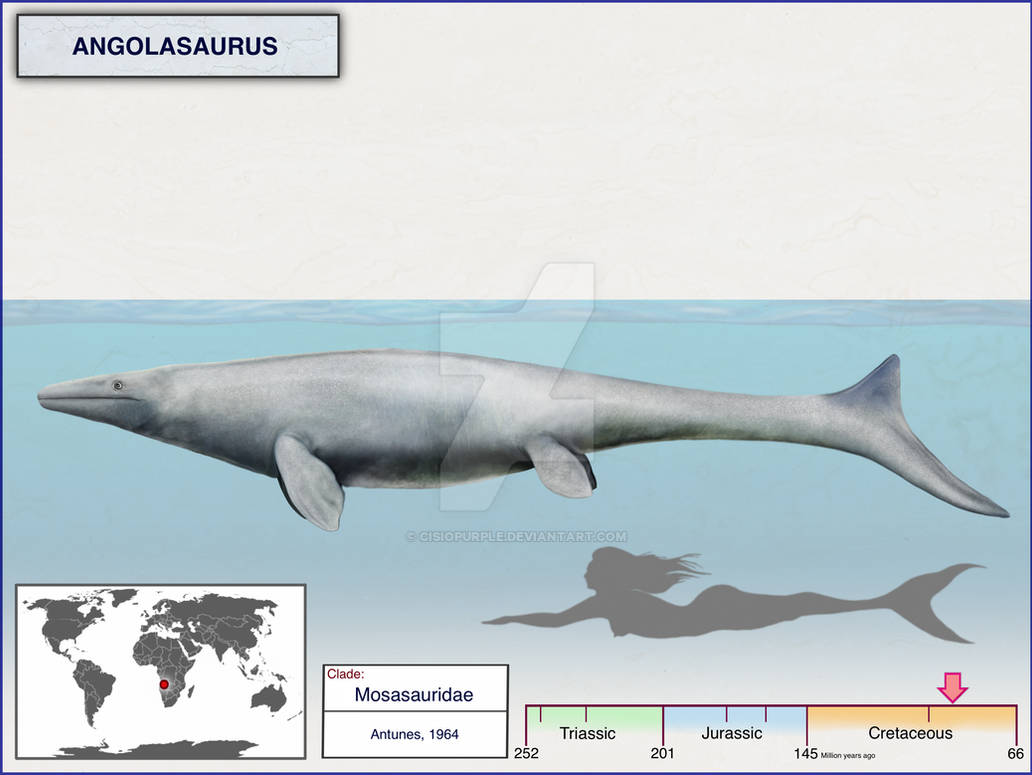 ANGOLASAURUS
© CISIOPURPLE.DEVIANTART.COM
Clade:
Mosasauridae
Antunes, 1964
Triassic Jurassic Cretaceous
252 201 145 Million years ago 66